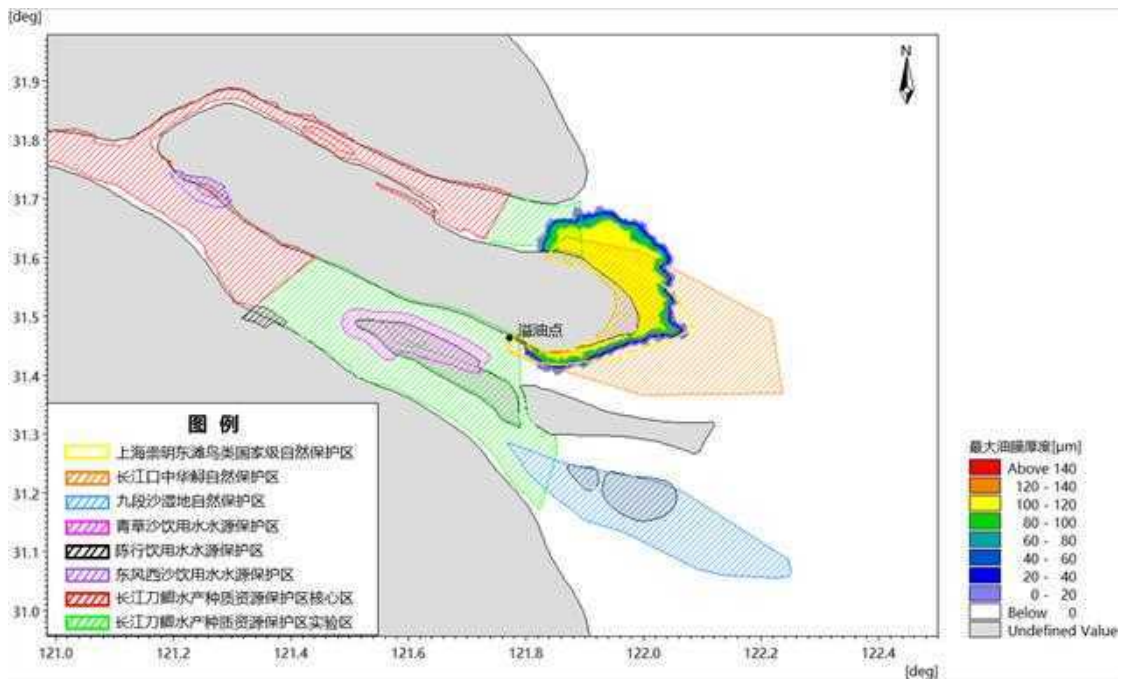 [deg]
N
31.9
31.8
31.7
31.6
31.5
31.4
31.3
31.2
31.1
31.0
溢油点
图 例
上海崇明东滩鸟类国家级自然保护区
长江口中华鲟自然保护区
九段沙湿地自然保护区
青草沙饮用水水源保护区
陈行饮用水水源保护区
东风西沙饮用水水源保护区
长江刀鲚水产种质资源保护区核心区
长江刀鲚水产种质资源保护区实验区
最大油膜厚度[μm]
Above 140
120 - 140
100 - 120
80 - 100
60 - 80
40 - 60
20 - 40
0 - 20
Below 0
Undefined Value
121.0 121.2 121.4 121.6 121.8 122.0 122.2 122.4
[deg]